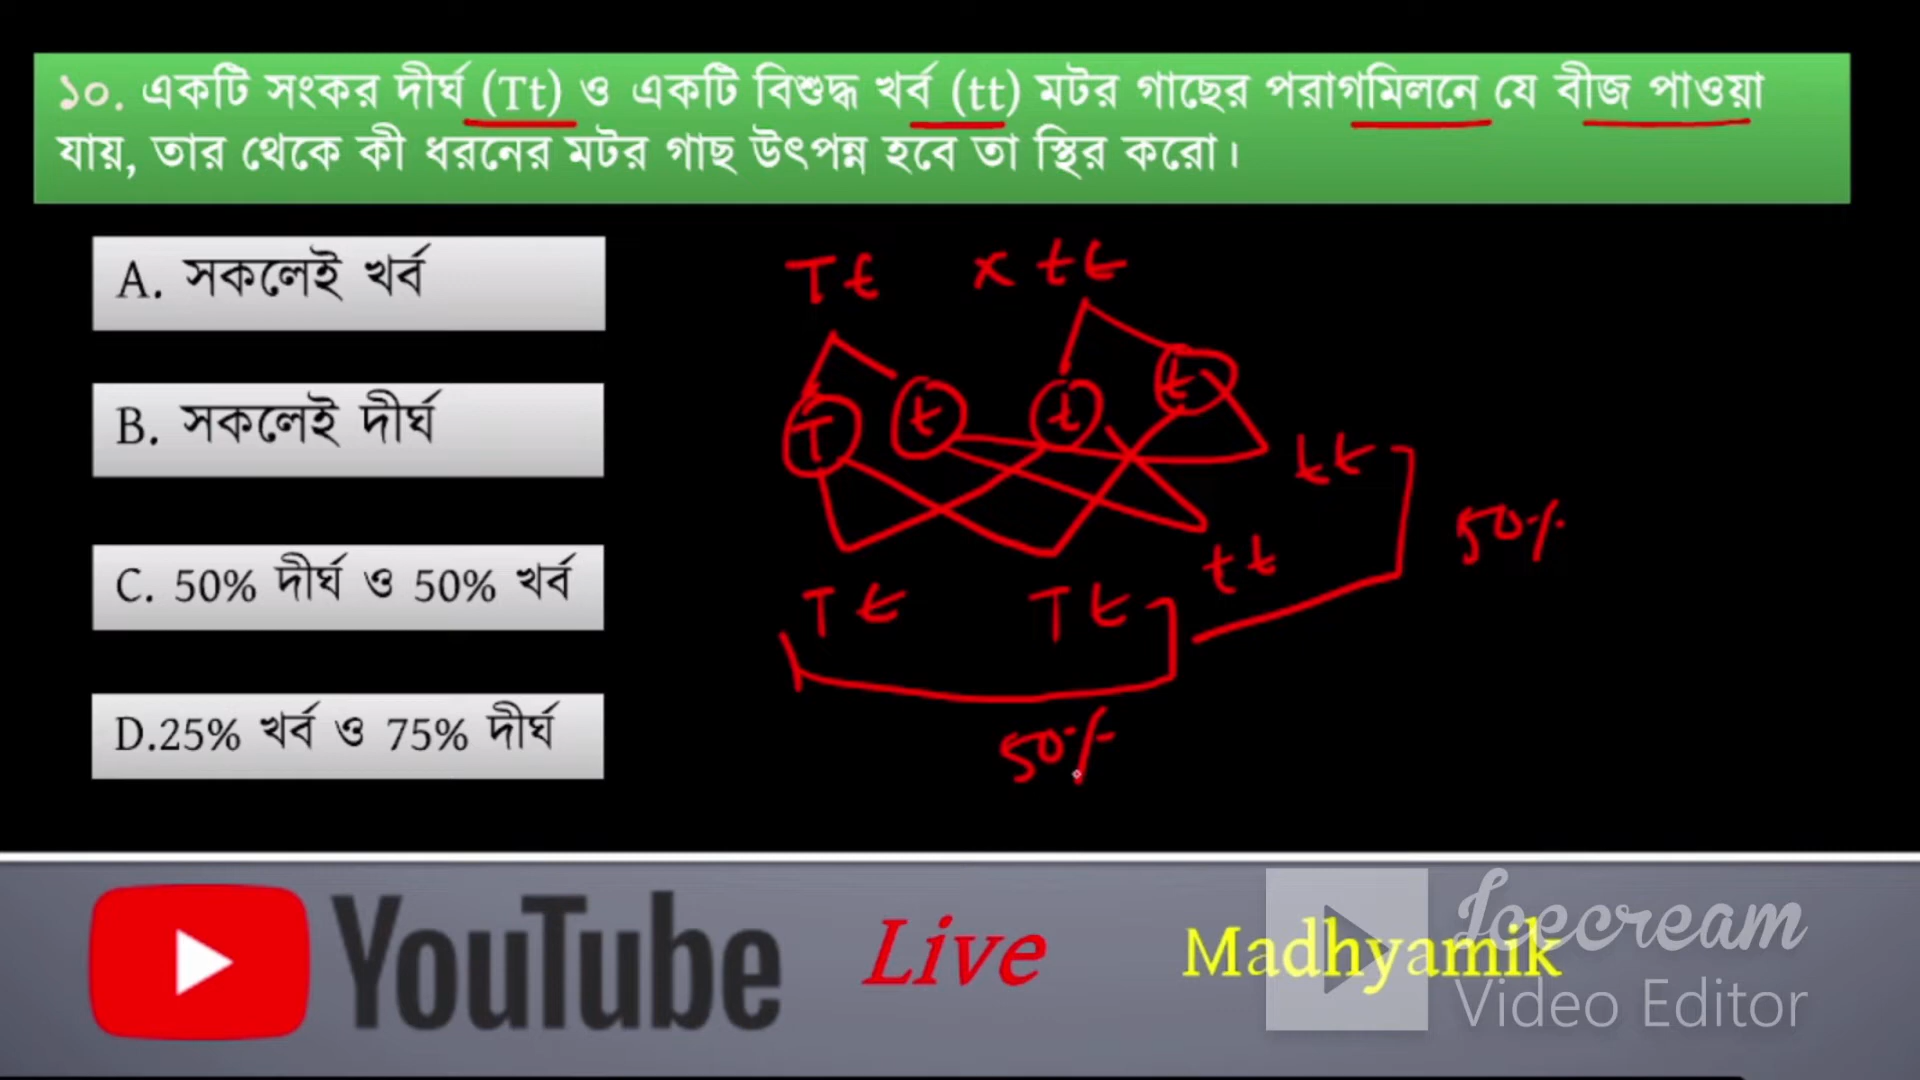 ১০. একটি সংকর দীর্ঘ (Tt) ও একটি বিশুদ্ধ খর্ব (tt) মটর গাছের পরাগমিলনে যে বীজ পাওয়া
যায়, তার থেকে কী ধরনের মটর গাছ উৎপন্ন হবে তা স্থির করো।
A. সকলেই খর্ব
B. সকলেই দীর্ঘ
C. 50% দীর্ঘ ও 50% খর্ব
D.25% খর্ব ও 75% দীর্ঘ
Tt x tt
T t t t
tt
50%
tt
Tt Tt
50%
YouTube Live Madhyamik
Icecream
Video Editor